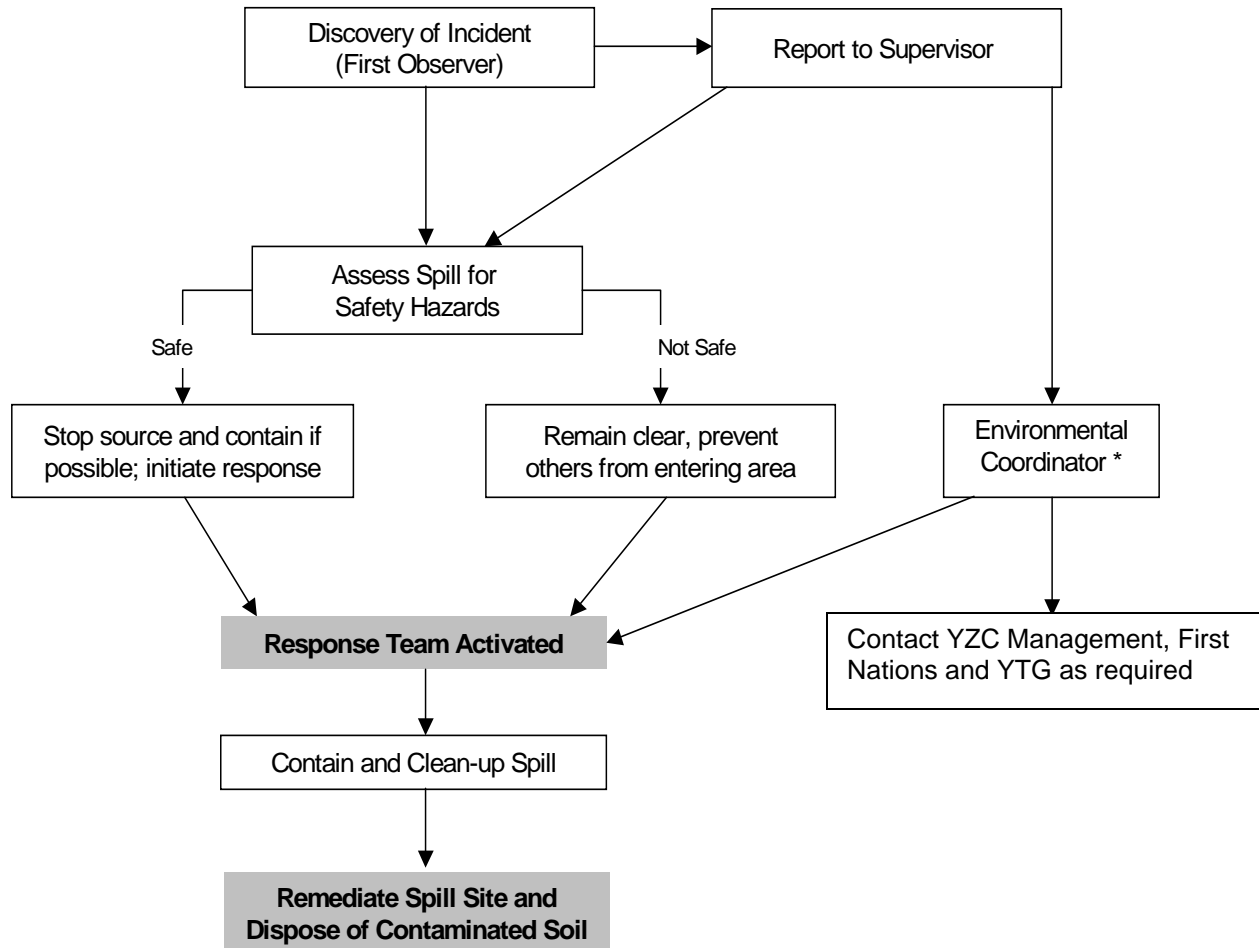 Discovery of Incident
(First Observer)
Report to Supervisor
Assess Spill for
Safety Hazards
Safe
Not Safe
Stop source and contain if
possible; initiate response
Remain clear, prevent
others from entering area
Environmental
Coordinator *
Response Team Activated
Contact YZC Management, First
Nations and YTG as required
Contain and Clean-up Spill
Remediate Spill Site and
Dispose of Contaminated Soil